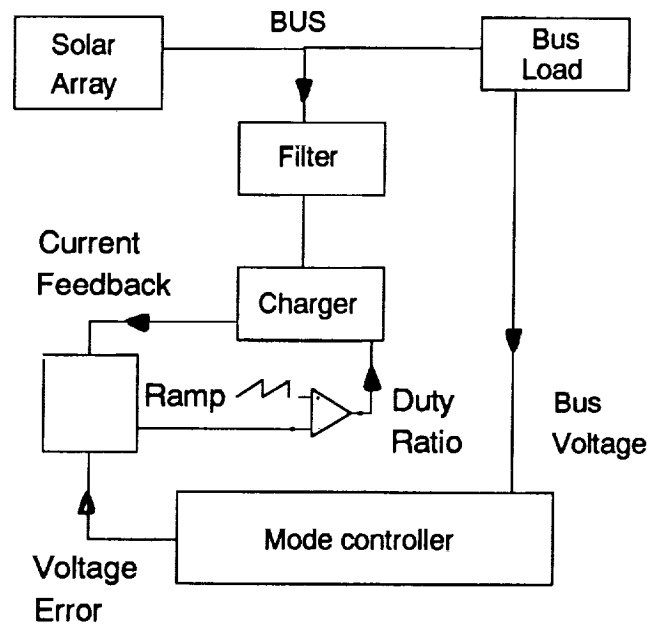 BUS
Solar
Array
Bus
Load
Filter
Current
Feedback
Charger
Ramp
Duty
Ratio
Bus
Voltage
Mode controller
Voltage
Error